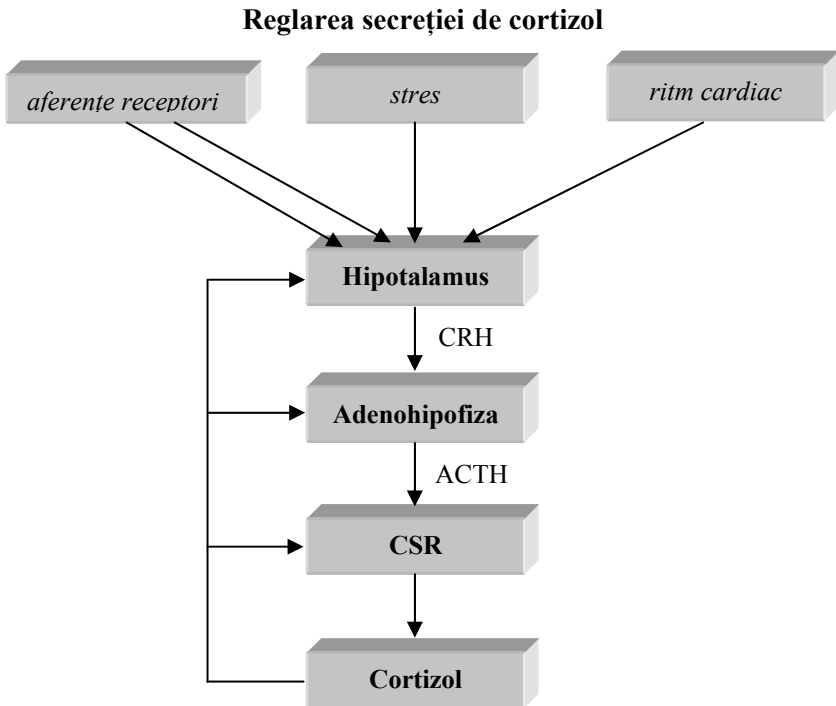 Reglarea secreției de cortizol
aferențe receptori
stres
ritm cardiac
Hipotalamus
CRH
Adenohipofiza
ACTH
CSR
Cortizol